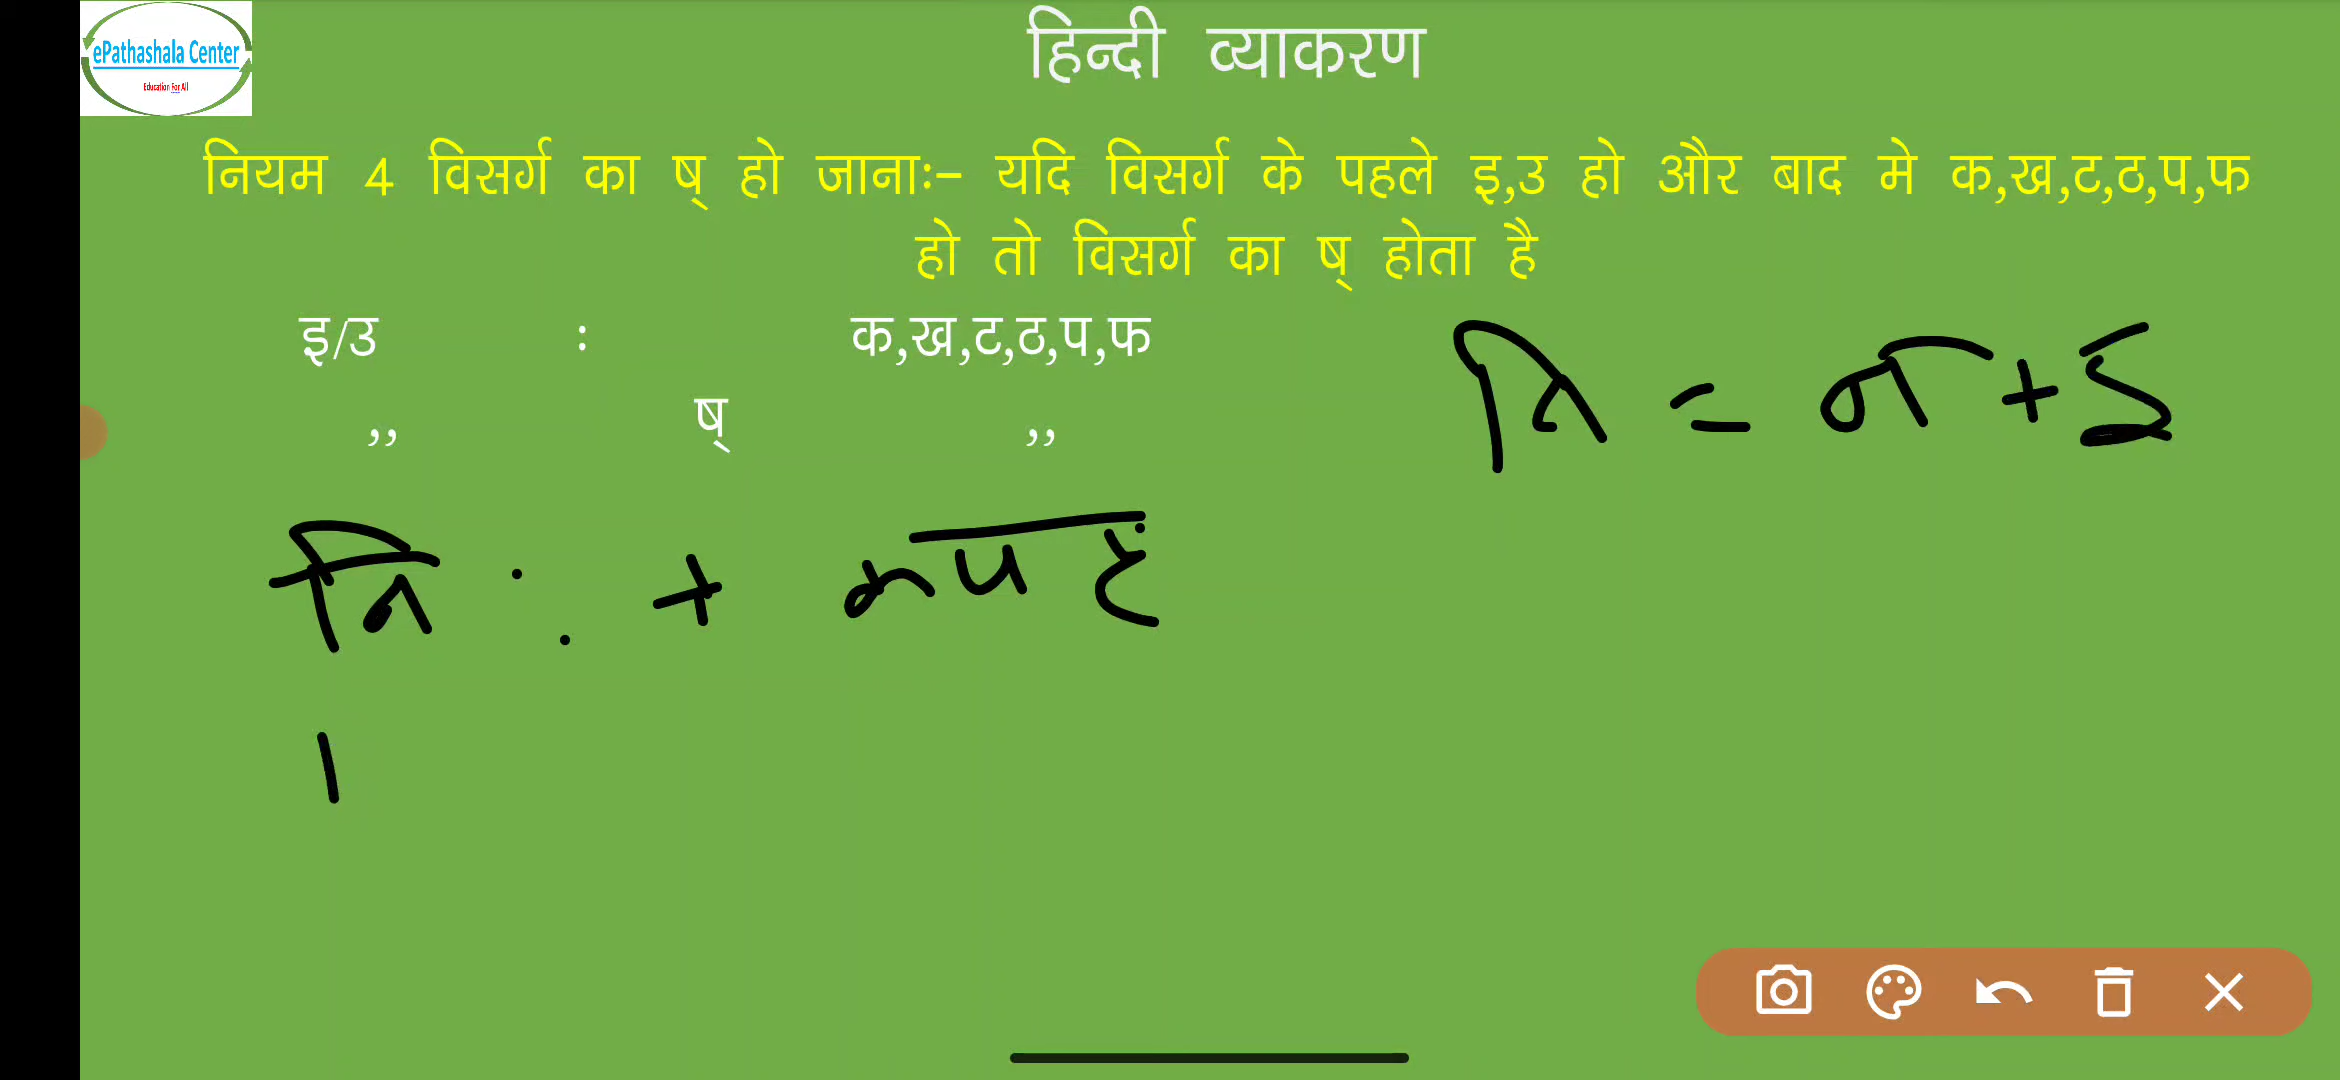 ePathashala Center
Education For All
हिन्दी व्याकरण
नियम 4 विसर्ग का ष् हो जानाः– यदि विसर्ग के पहले इ,उ हो और बाद मे क,ख,ट,ठ,प,फ
हो तो विसर्ग का ष् होता है
इ/उ : क,ख,ट,ठ,प,फ
,, ष् ,,
नि = न + इ
नि : + कपट